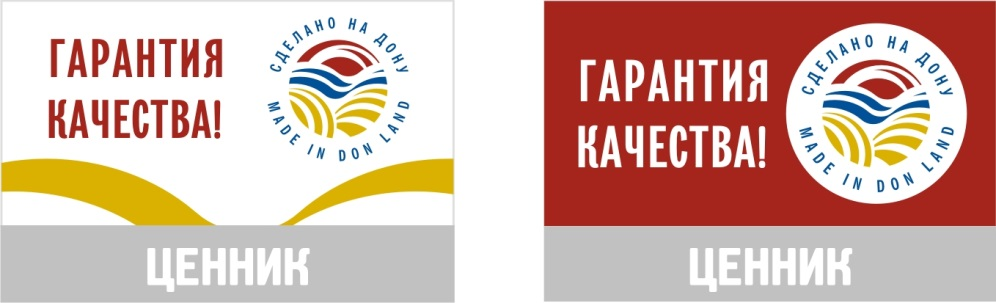 ГАРАНТИЯ
КАЧЕСТВА!
СДЕЛАНО НА ДОНУ
MADE IN DON LAND
ЦЕННИК
ГАРАНТИЯ
КАЧЕСТВА!
СДЕЛАНО НА ДОНУ
MADE IN DON LAND
ЦЕННИК